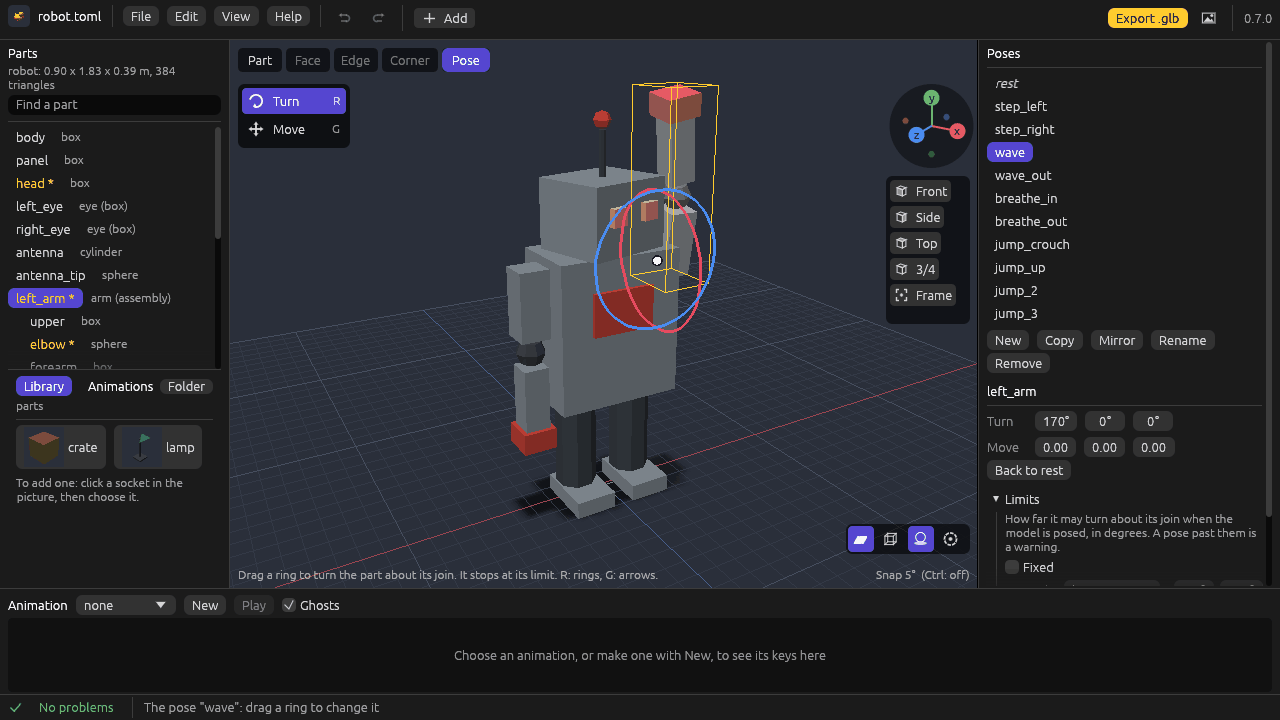 robot.toml File Edit View Help + Add Export .glb 0.7.0
Parts
robot: 0.90 x 1.83 x 0.39 m, 384
triangles
Find a part
body box
panel box
head * box
left_eye eye (box)
right_eye eye (box)
antenna cylinder
antenna_tip sphere
left_arm * arm (assembly)
upper box
elbow * sphere
forearm box
Library Animations Folder
parts
crate lamp
To add one: click a socket in the
picture, then choose it.
Part Face Edge Corner Pose
Turn R
Move G
y
x
z
Front
Side
Top
3/4
Frame
Drag a ring to turn the part about its join. It stops at its limit. R: rings, G: arrows.
Snap 5° (Ctrl: off)
Poses
rest
step_left
step_right
wave
wave_out
breathe_in
breathe_out
jump_crouch
jump_up
jump_2
jump_3
New Copy Mirror Rename
Remove
left_arm
Turn 170° 0° 0°
Move 0.00 0.00 0.00
Back to rest
Limits
How far it may turn about its join when the
model is posed, in degrees. A pose past them is
a warning.
Fixed
Animation none New Play Ghosts
Choose an animation, or make one with New, to see its keys here
No problems The pose "wave": drag a ring to change it